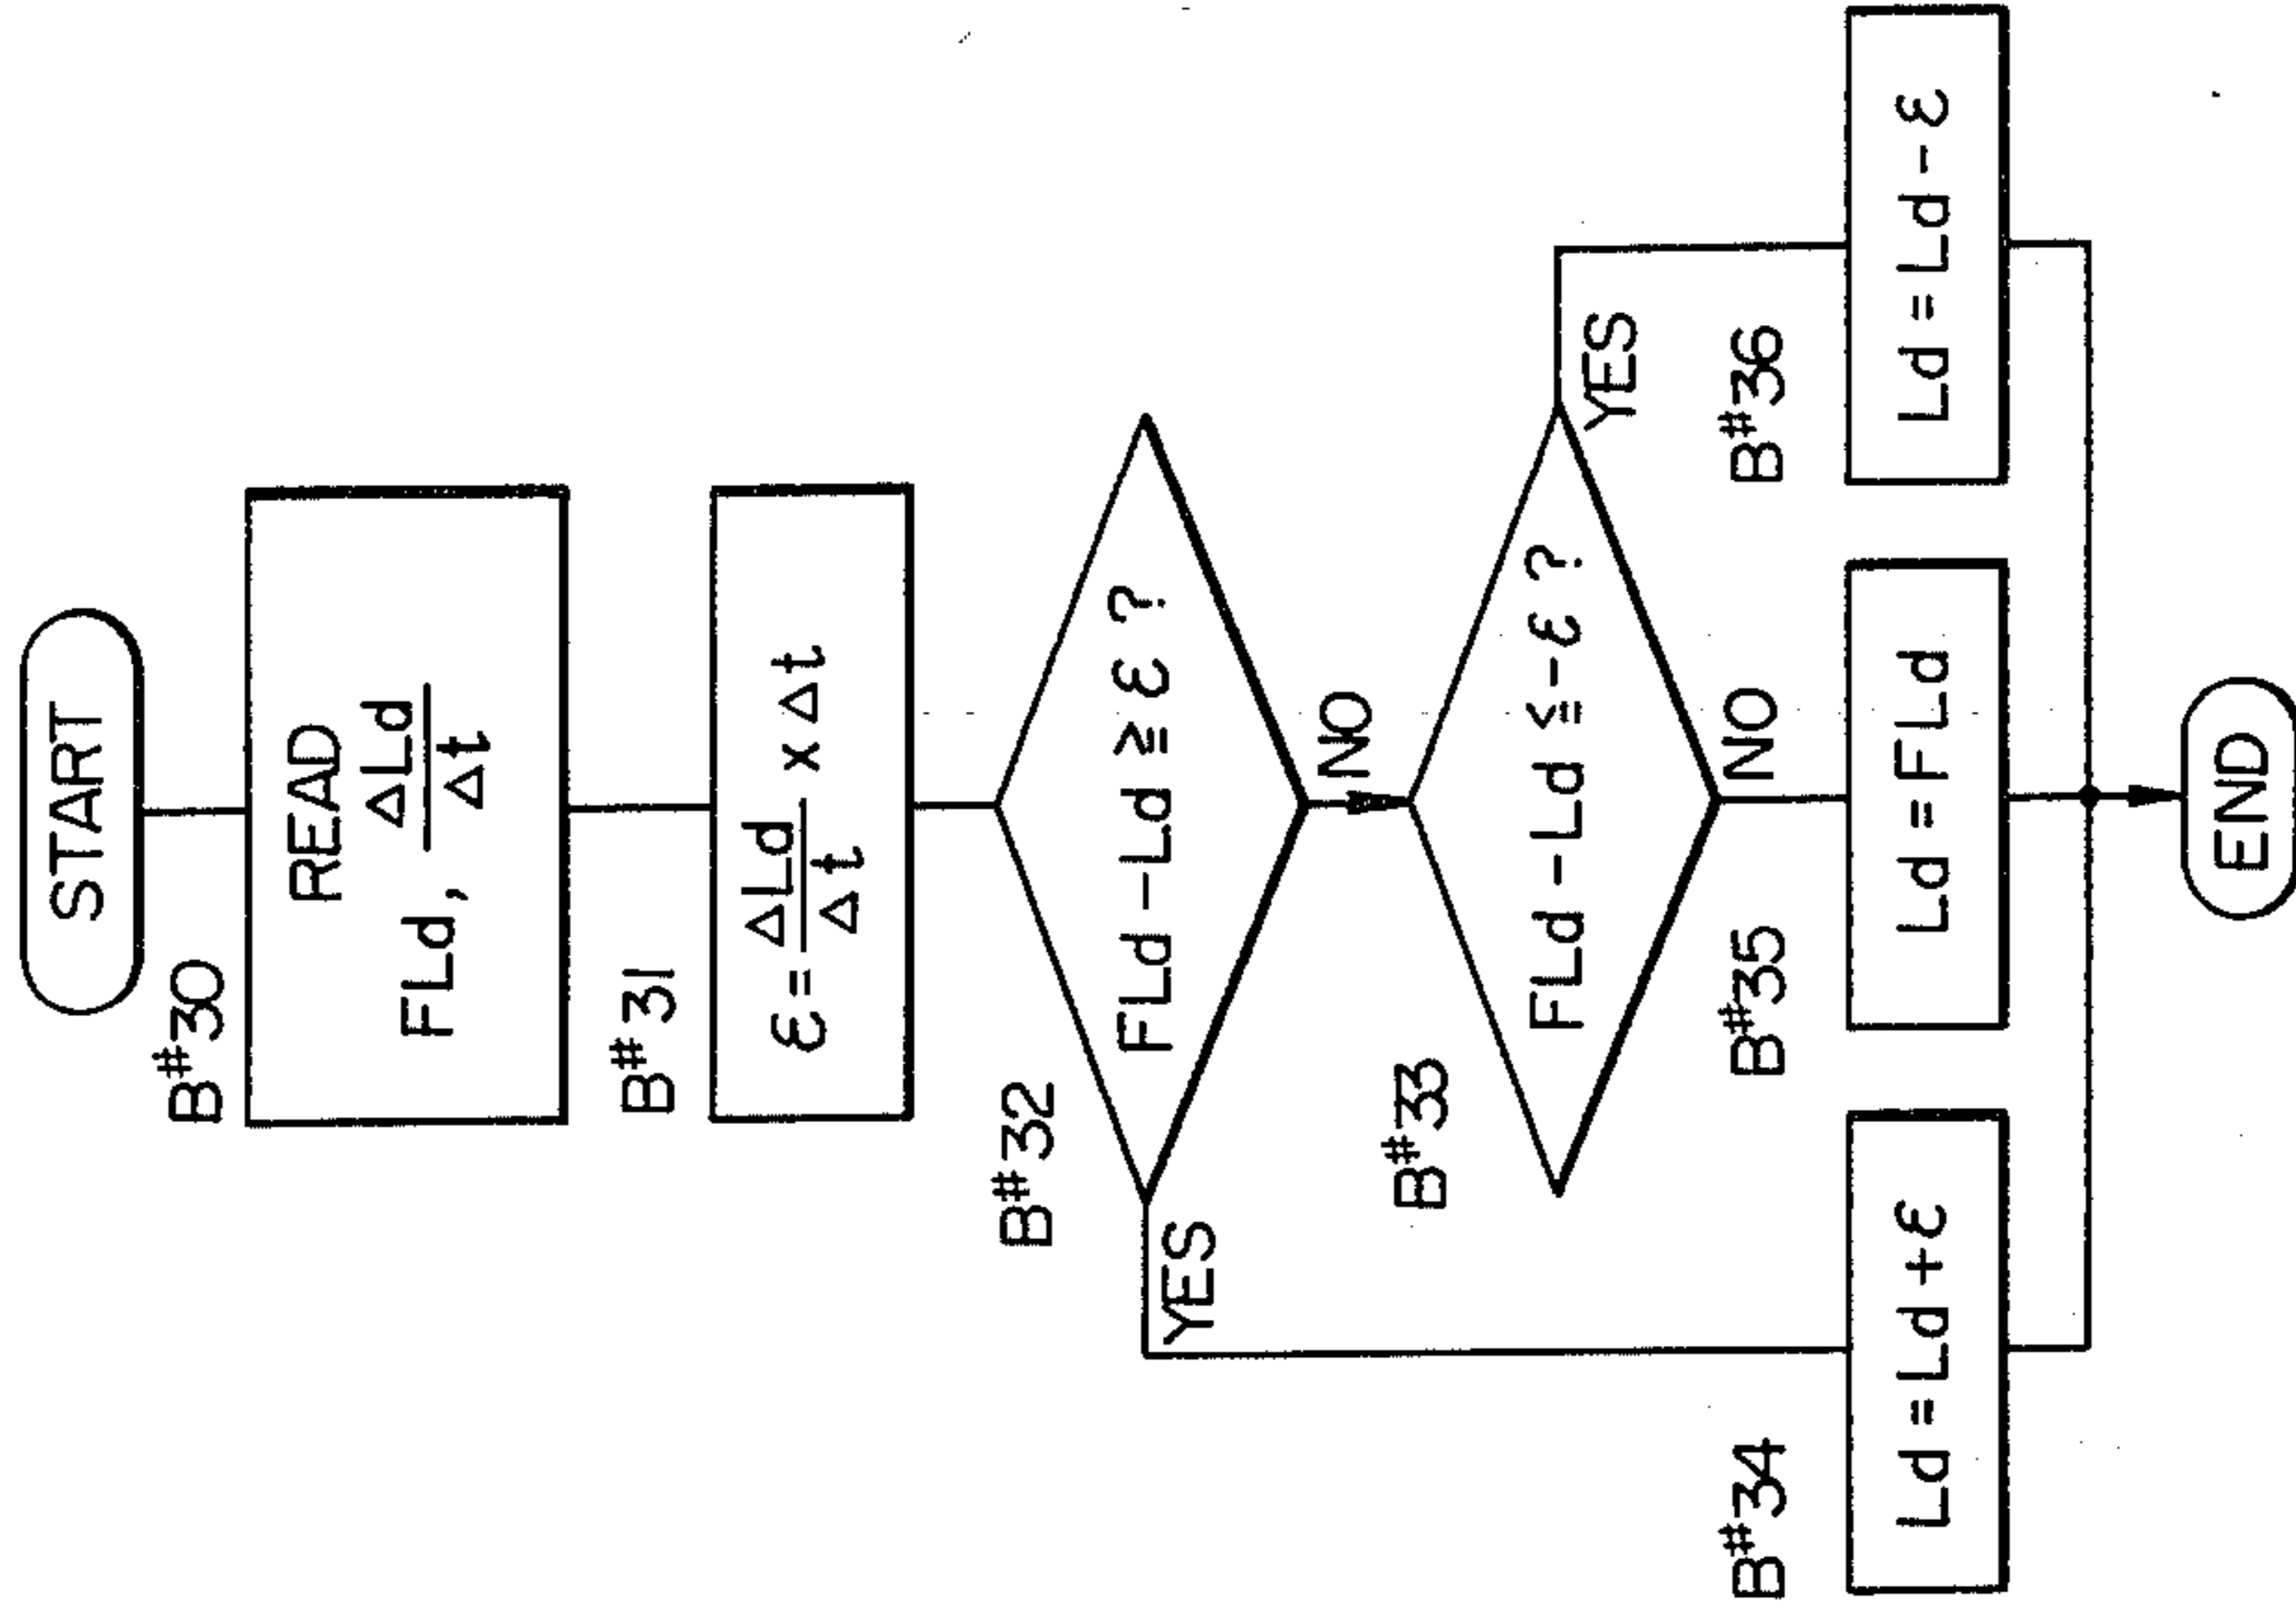 START
B#30
READ
FLd, ΔLd/Δt
B#31
ε = ΔLd/Δt x Δt
B#32
FLd - Ld ≧ ε ?
YES
NO
B#33
FLd - Ld ≦ -ε ?
YES
NO
B#34
Ld = Ld + ε
B#35
Ld = FLd
B#36
Ld = Ld - ε
END